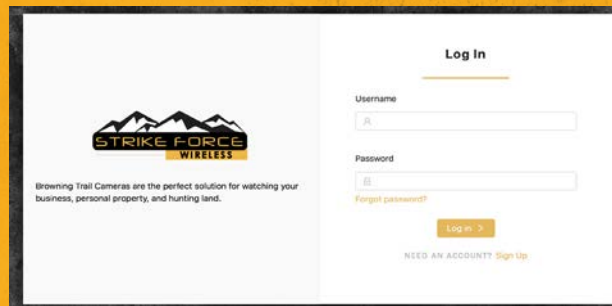 STRIKE FORCE
WIRELESS
Browning Trail Cameras are the perfect solution for watching your
business, personal property, and hunting land.
Log In
Username
Password
Forgot password?
Log in >
NEED AN ACCOUNT? Sign Up